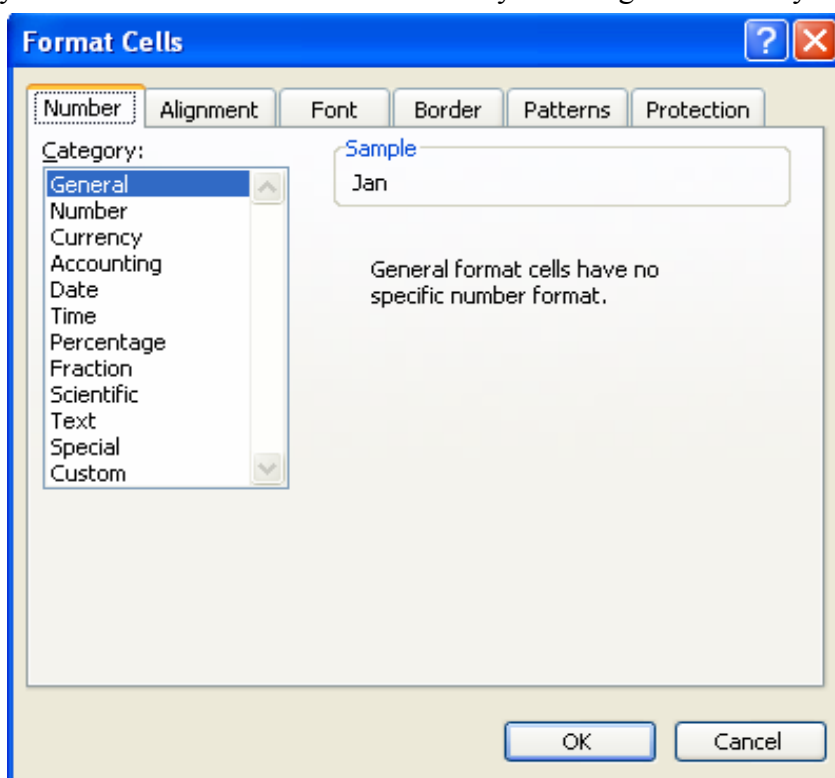 Format Cells
Number Alignment Font Border Patterns Protection
Category:
General
Number
Currency
Accounting
Date
Time
Percentage
Fraction
Scientific
Text
Special
Custom
Sample
Jan
General format cells have no
specific number format.
OK Cancel